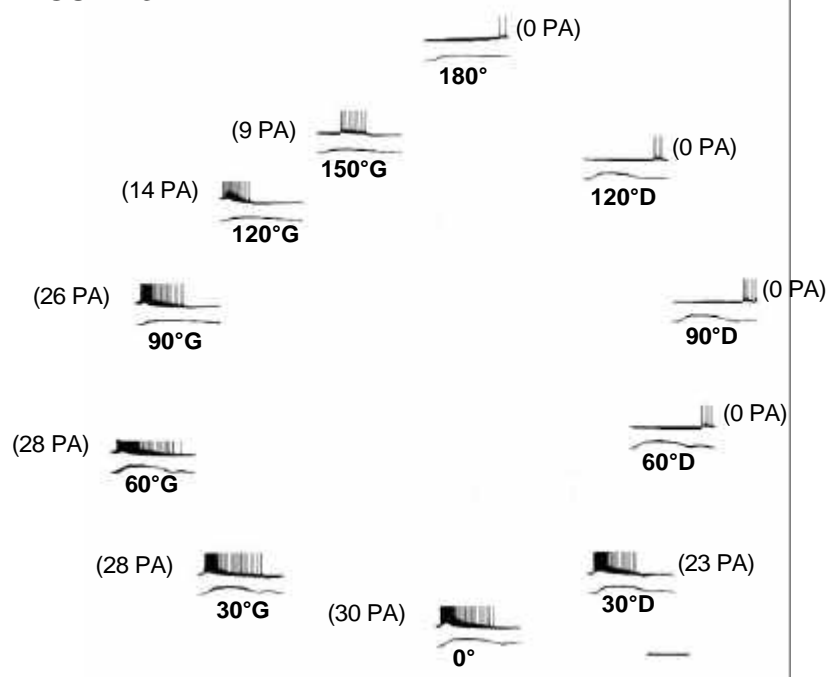 (0 PA)
180°
(9 PA)
150°G
(0 PA)
120°D
(14 PA)
120°G
(26 PA)
90°G
(0 PA)
90°D
(28 PA)
60°G
(0 PA)
60°D
(28 PA)
30°G
(30 PA)
0°
(23 PA)
30°D